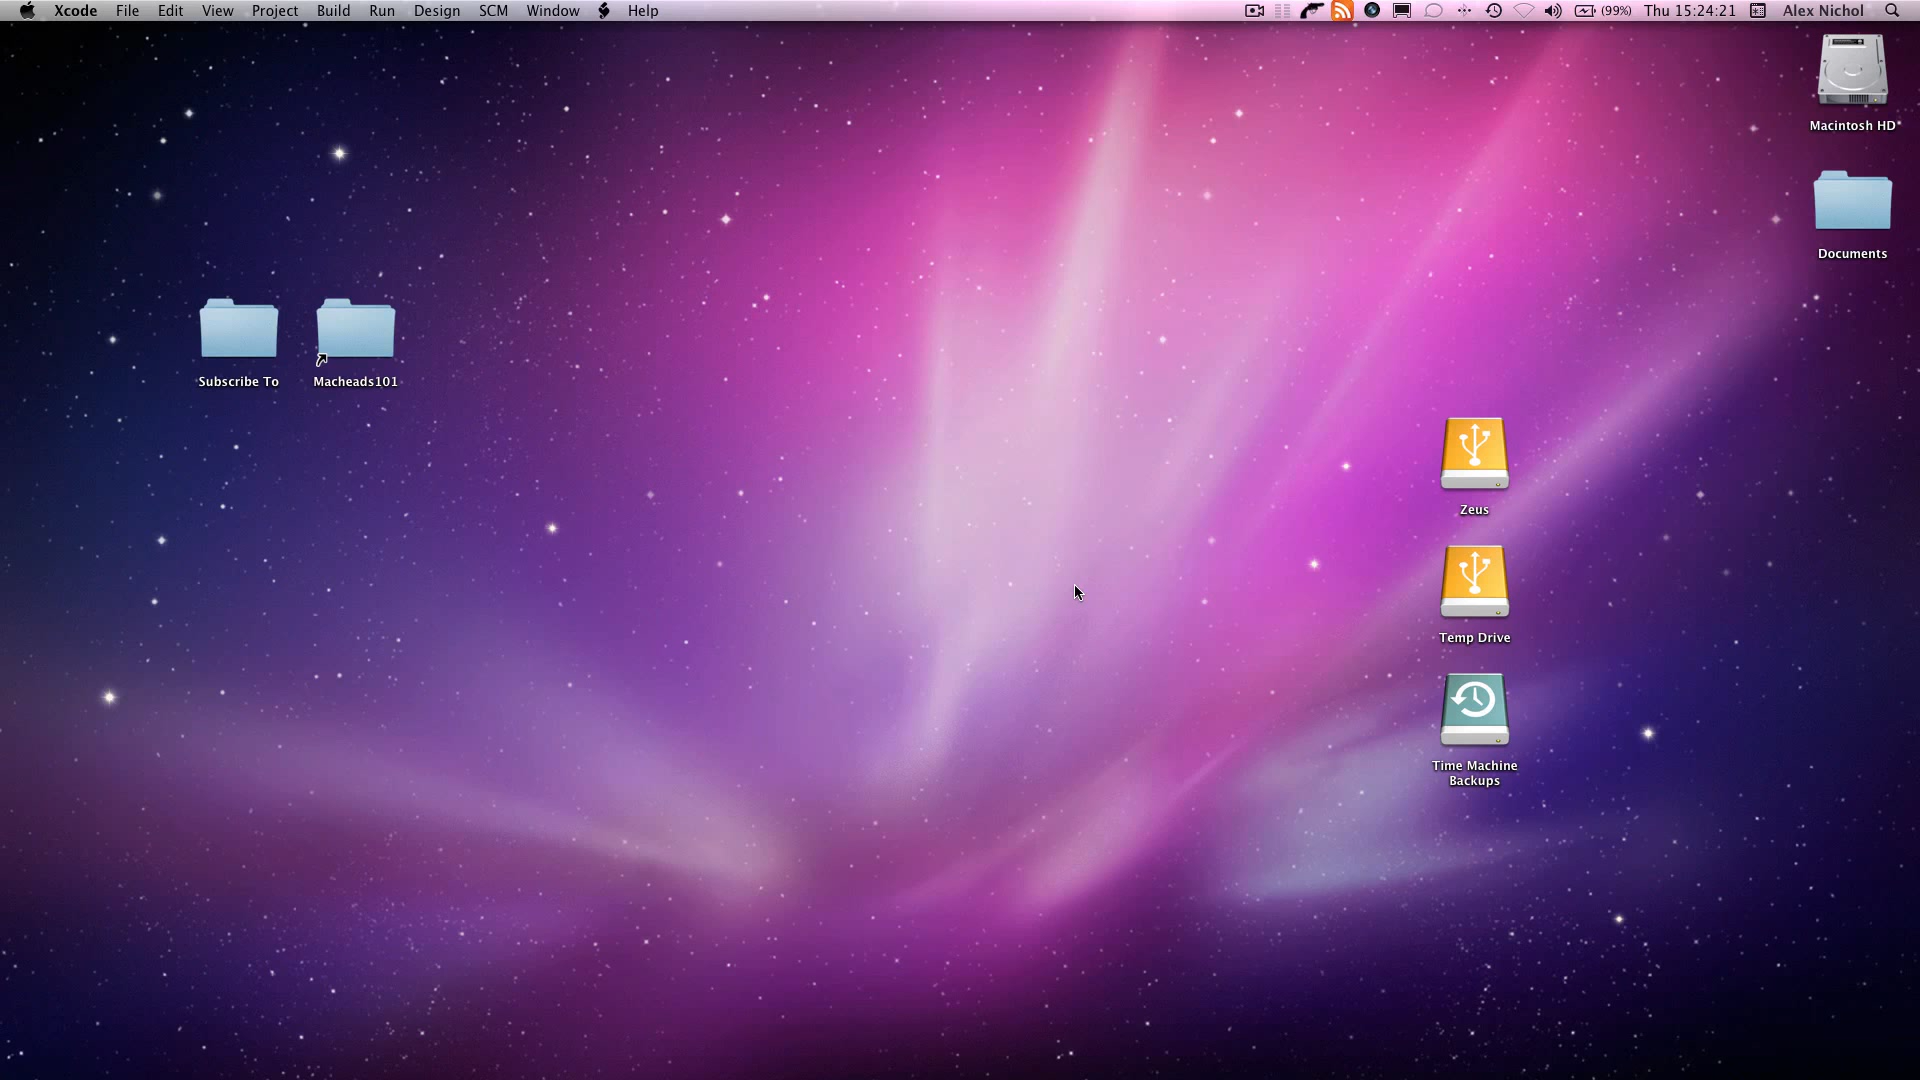 Xcode File Edit View Project Build Run Design SCM Window Help (99%) Thu 15:24:21 Alex Nichol
Macintosh HD
Documents
Subscribe To Macheads101
Zeus
Temp Drive
Time Machine
Backups